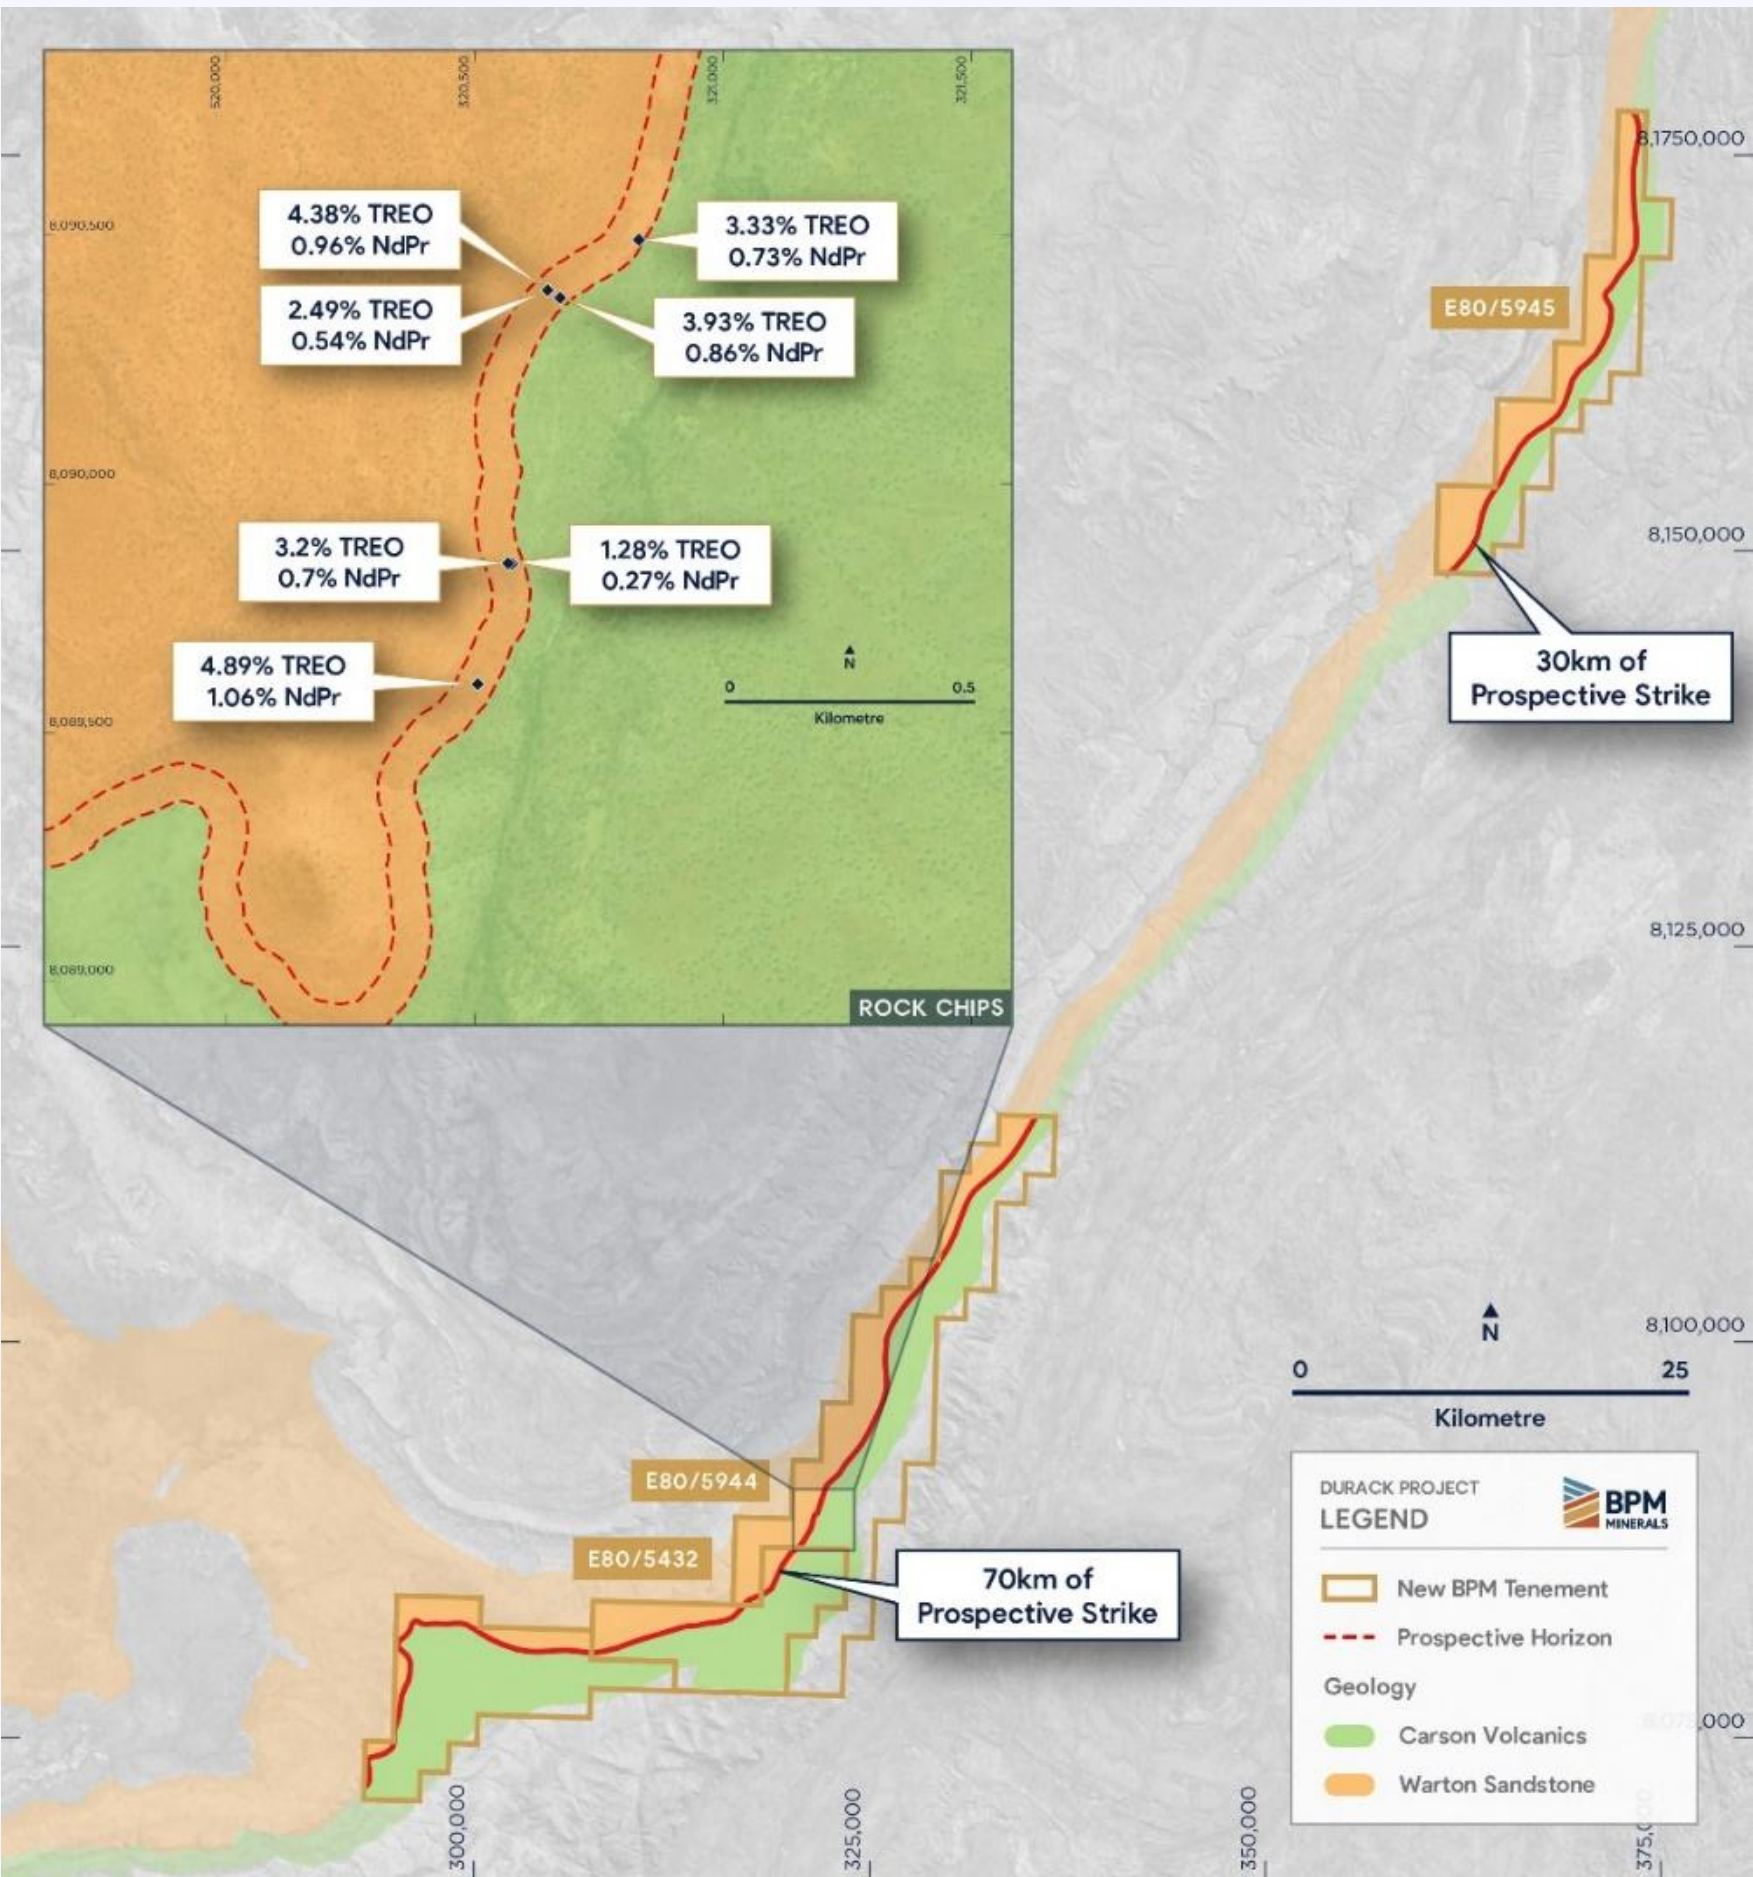 520,000
320,500
321,000
321,500
8,1750,000
4.38% TREO
0.96% NdPr
3.33% TREO
0.73% NdPr
8,090,500
2.49% TREO
0.54% NdPr
3.93% TREO
0.86% NdPr
E80/5945
8,090,000
8,150,000
3.2% TREO
0.7% NdPr
1.28% TREO
0.27% NdPr
4.89% TREO
1.06% NdPr
N
0 0.5
Kilometre
30km of
Prospective Strike
8,089,500
8,125,000
8,089,000
ROCK CHIPS
N
8,100,000
0 25
Kilometre
E80/5944
E80/5432
70km of
Prospective Strike
DURACK PROJECT
LEGEND
BPM
MINERALS
New BPM Tenement
Prospective Horizon
Geology
8,075,000
Carson Volcanics
Warton Sandstone
300,000
325,000
350,000